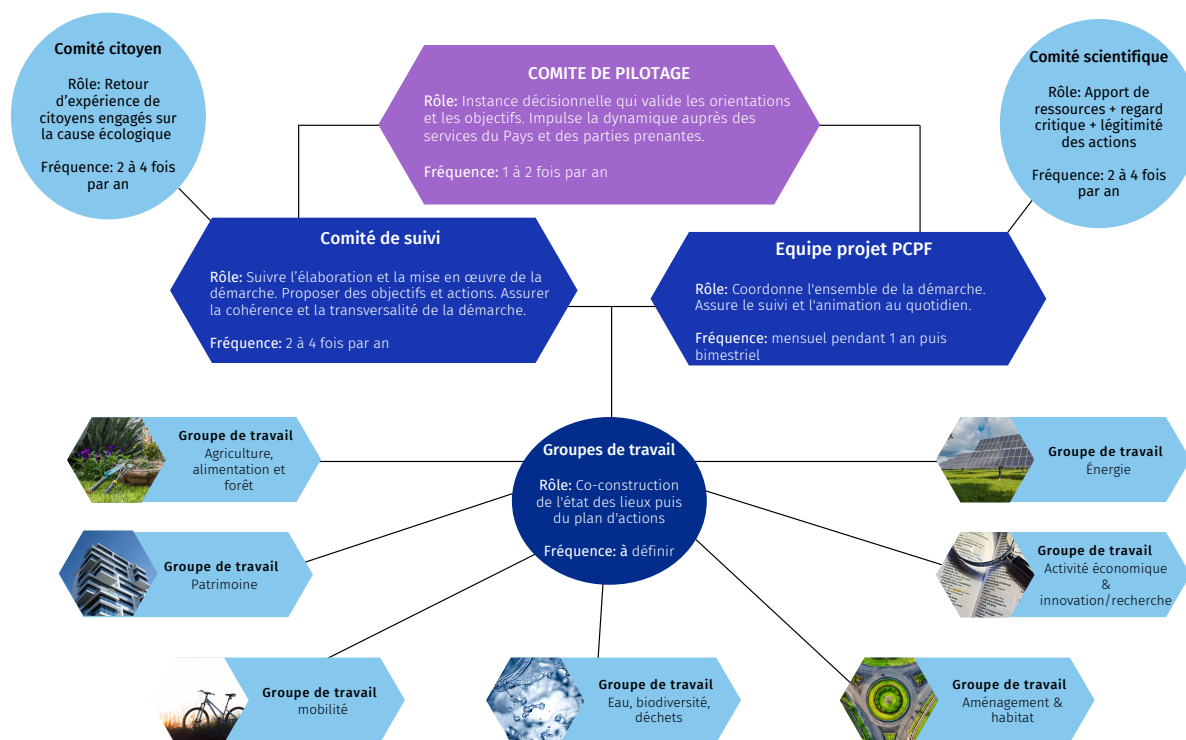 Comité citoyen
Rôle: Retour
d'expérience de
citoyens engagés sur
la cause écologique
Fréquence: 2 à 4 fois
par an
COMITE DE PILOTAGE
Rôle: Instance décisionnelle qui valide les orientations
et les objectifs. Impulse la dynamique auprès des
services du Pays et des parties prenantes.
Fréquence: 1 à 2 fois par an
Comité scientifique
Rôle: Apport de
ressources + regard
critique + légitimité
des actions
Fréquence: 2 à 4 fois
par an
Comité de suivi
Rôle: Suivre l'élaboration et la mise en œuvre de la
démarche. Proposer des objectifs et actions. Assurer
la cohérence et la transversalité de la démarche.
Fréquence: 2 à 4 fois par an
Equipe projet PCPF
Rôle: Coordonne l'ensemble de la démarche.
Assure le suivi et l'animation au quotidien.
Fréquence: mensuel pendant 1 an puis
bimestriel
Groupes de travail
Rôle: Co-construction
de l'état des lieux puis
du plan d'actions
Fréquence: à définir
Groupe de travail
Agriculture,
alimentation et
forêt
Groupe de travail
Énergie
Groupe de travail
Patrimoine
Groupe de travail
Activité économique
&
innovation/recherche
Groupe de travail
mobilité
Groupe de travail
Eau, biodiversité,
déchets
Groupe de travail
Aménagement &
habitat